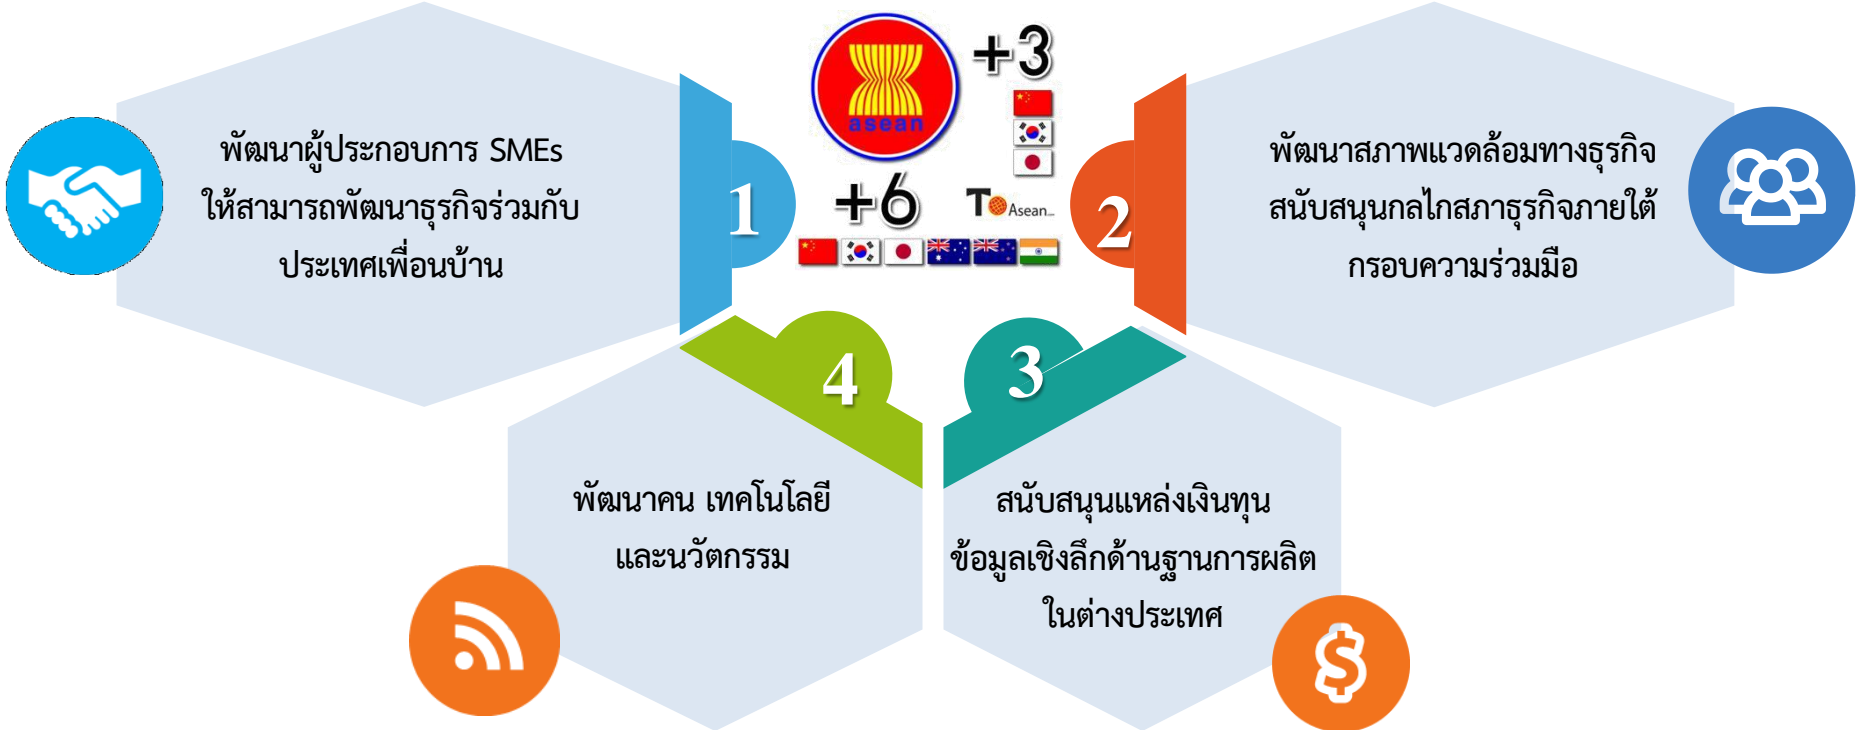 พัฒนาผู้ประกอบการ SMEs
ให้สามารถพัฒนาธุรกิจร่วมกับ
ประเทศเพื่อนบ้าน
1
asean
+3
+6
TO Asean...
2
พัฒนาสภาพแวดล้อมทางธุรกิจ
สนับสนุนกลไกสภาธุรกิจภายใต้
กรอบความร่วมมือ
4
พัฒนาคน เทคโนโลยี
และนวัตกรรม
3
สนับสนุนแหล่งเงินทุน
ข้อมูลเชิงลึกด้านฐานการผลิต
ในต่างประเทศ
$